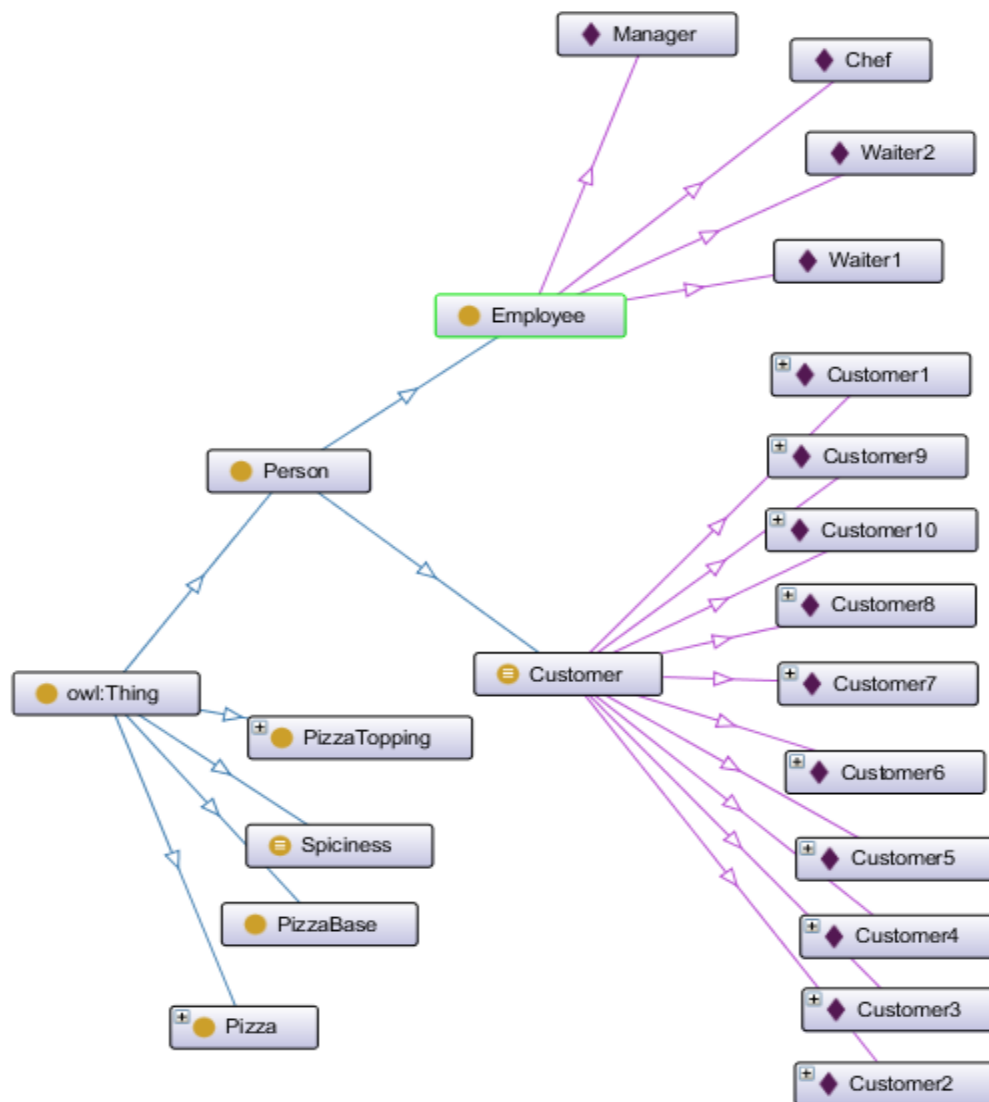 Manager
Chef
Waiter2
Waiter1
Employee
Customer1
Customer9
Person
Customer10
Customer8
Customer
Customer7
owl:Thing
PizzaTopping
Customer6
Spiciness
Customer5
PizzaBase
Customer4
Customer3
Pizza
Customer2